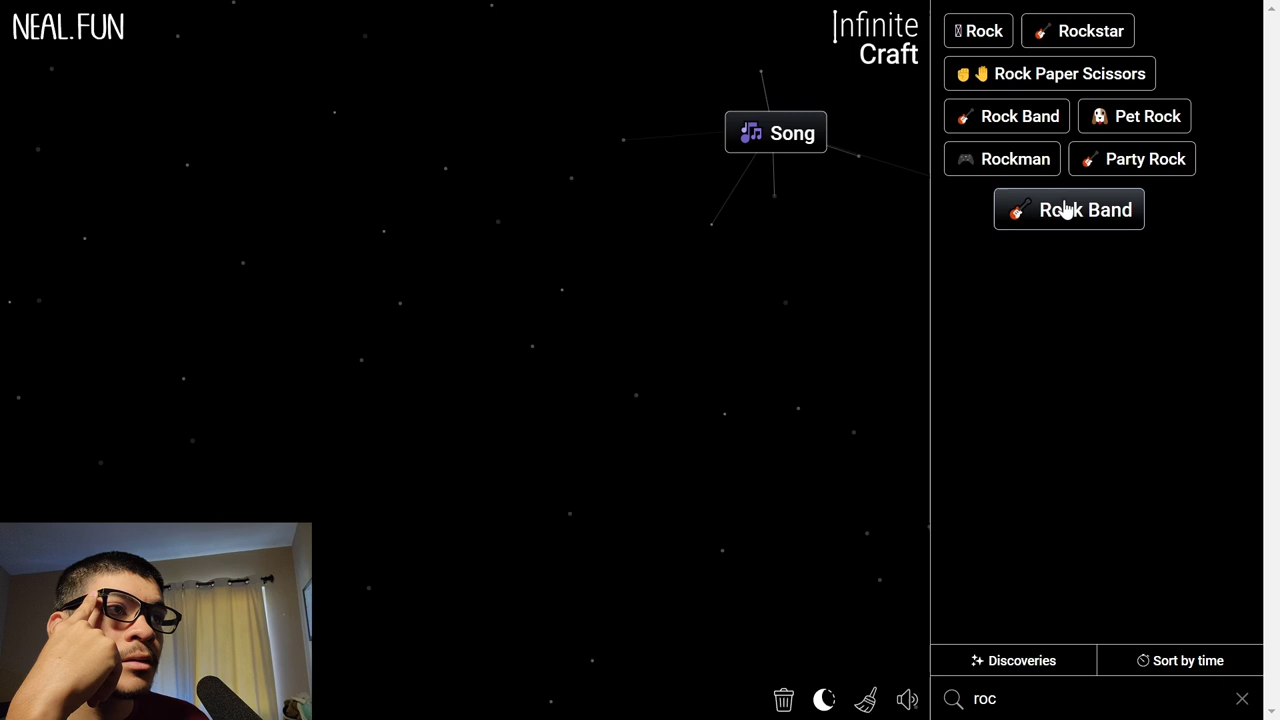 NEAL.FUN
Infinite
Craft
Song
Rock
Rockstar
Rock Paper Scissors
Rock Band
Pet Rock
Rockman
Party Rock
Rock Band
Discoveries
Sort by time
roc